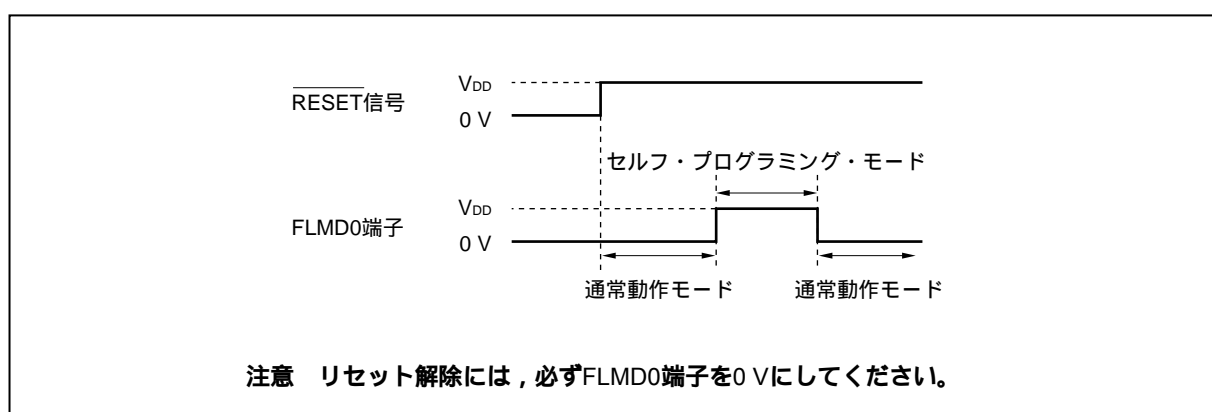 VDD
RESET信号
0 V
セルフ・プログラミング・モード
VDD
FLMD0端子
0 V
通常動作モード 通常動作モード
注意 リセット解除には，必ずFLMD0端子を0 Vにしてください。